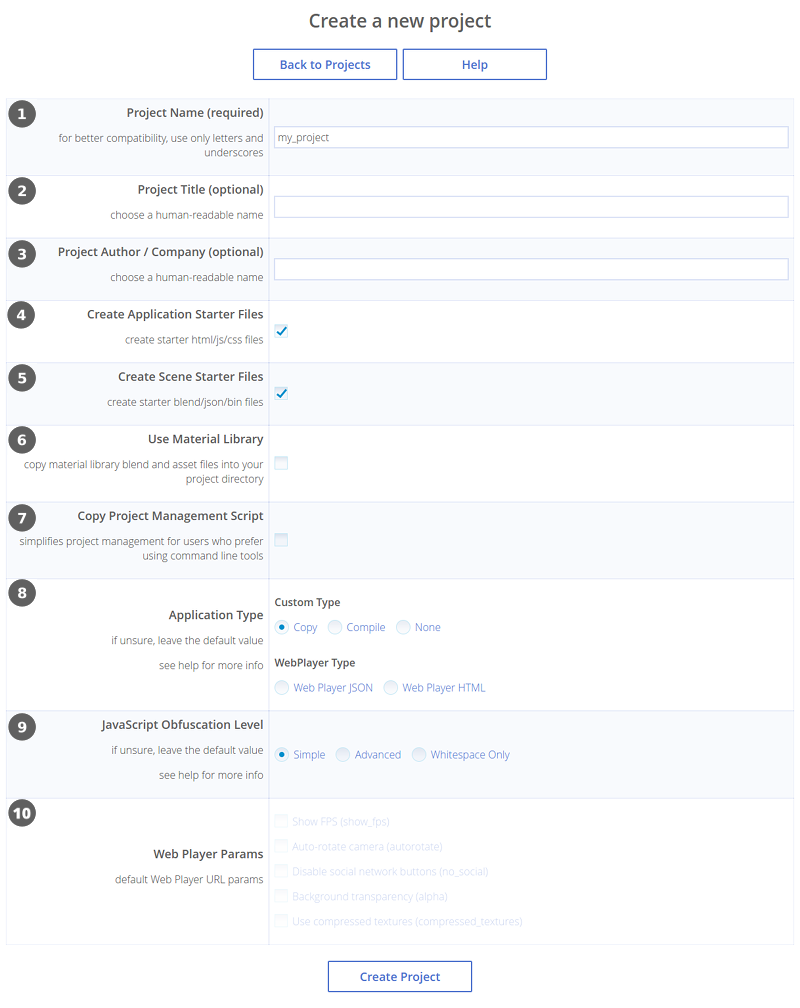 Create a new project
Back to Projects
Help
1
Project Name (required)
for better compatibility, use only letters and
underscores
my_project
2
Project Title (optional)
choose a human-readable name
3
Project Author / Company (optional)
choose a human-readable name
4
Create Application Starter Files
create starter html/js/css files
5
Create Scene Starter Files
create starter blend/json/bin files
6
Use Material Library
copy material library blend and asset files into your
project directory
7
Copy Project Management Script
simplifies project management for users who prefer
using command line tools
8
Application Type
if unsure, leave the default value
see help for more info
Custom Type
Copy Compile None
WebPlayer Type
Web Player JSON Web Player HTML
9
JavaScript Obfuscation Level
if unsure, leave the default value
see help for more info
Simple Advanced Whitespace Only
10
Web Player Params
default Web Player URL params
Show FPS (show_fps)
Auto-rotate camera (autorotate)
Disable social network buttons (no_social)
Background transparency (alpha)
Use compressed textures (compressed_textures)
Create Project